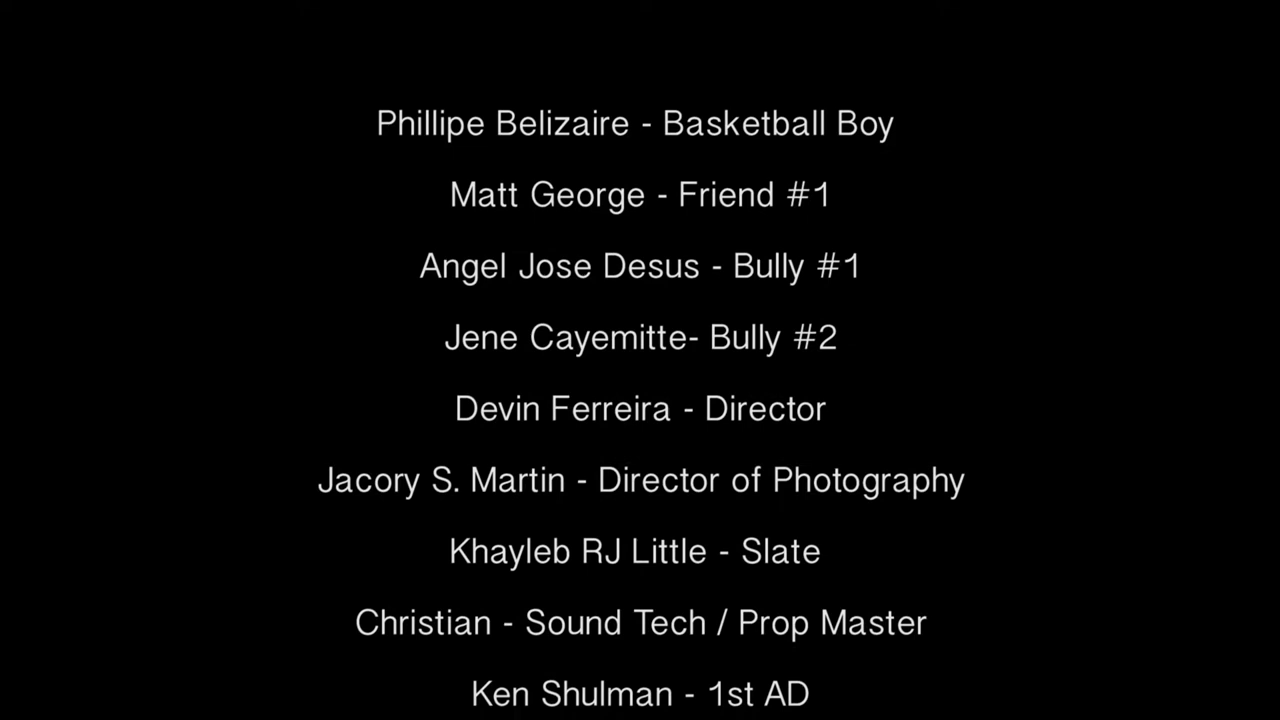 Phillipe Belizaire - Basketball Boy
Matt George - Friend #1
Angel Jose Desus - Bully #1
Jene Cayemitte- Bully #2
Devin Ferreira - Director
Jacory S. Martin - Director of Photography
Khayleb RJ Little - Slate
Christian - Sound Tech / Prop Master
Ken Shulman - 1st AD